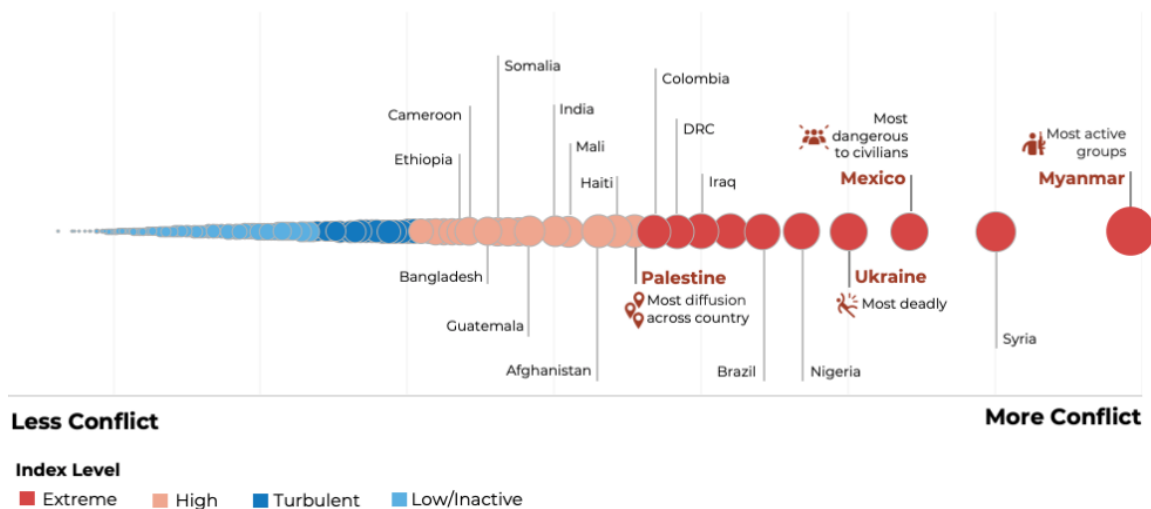 Somalia
Colombia
Cameroon
India
Most
dangerous
to civilians
DRC
Most active
groups
Ethiopia
Mali
Haiti
Iraq
Mexico
Myanmar
Bangladesh
Palestine
Most diffusion
across country
Ukraine
Most deadly
Guatemala
Syria
Afghanistan
Brazil
Nigeria
Less Conflict
More Conflict
Index Level
Extreme
High
Turbulent
Low/Inactive